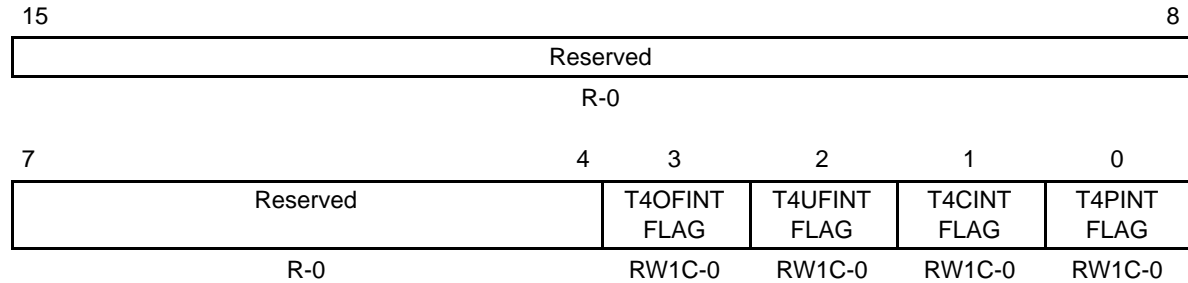 15 8
Reserved
R-0
7 4 3 2 1 0
Reserved T4OFINT T4UFINT T4CINT T4PINT
FLAG FLAG FLAG FLAG
R-0 RW1C-0 RW1C-0 RW1C-0 RW1C-0